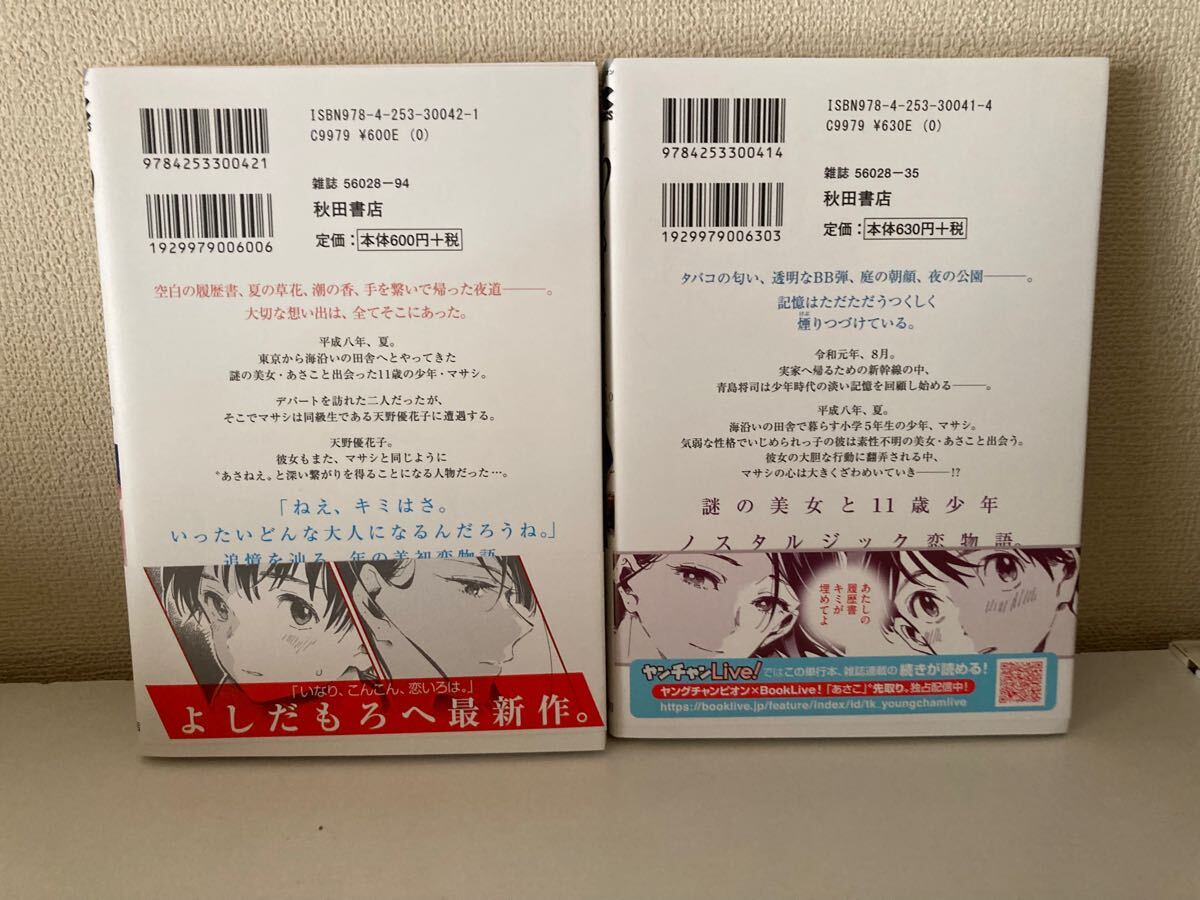 ISBN978-4-253-30042-1
C9979 ¥600E (0)
9784253300421
雑誌 56028-94
秋田書店
1929979006006
定価：本体600円+税
空白の履歴書、夏の草花、潮の香、手を繋いで帰った夜道―――。
大切な想い出は、全てそこにあった。
平成八年、夏。
東京から海沿いの田舎へとやってきた
謎の美女・あさこと出会った11歳の少年・マサシ。
デパートを訪れた二人だったが、
そこでマサシは同級生である天野優花子に遭遇する。
天野優花子。
彼女もまた、マサシと同じように
〝あさねえ〟と深い繋がりを得ることになる人物だった…。
「ねえ、キミはさ。
いったいどんな大人になるんだろうね。」
「いなり、こんこん、恋いろは。」
よしだもろへ最新作。
ISBN978-4-253-30041-4
C9979 ¥630E (0)
9784253300414
雑誌 56028-35
秋田書店
1929979006303
定価：本体630円+税
タバコの匂い、透明なBB弾、庭の朝顔、夜の公園―――。
記憶はただただうつくしく
煙りつづけている。
令和元年、8月。
実家へ帰るための新幹線の中、
青島将司は少年時代の淡い記憶を回顧し始める―――。
平成八年、夏。
海沿いの田舎で暮らす小学5年生の少年、マサシ。
気弱な性格でいじめられっ子の彼は素性不明の美女・あさこと出会う。
彼女の大胆な行動に翻弄される中、
マサシの心は大きくざわめいていき―――!?
謎の美女と11歳少年
ノスタルジック恋物語。
あたしの
履歴書
キミが
埋めてよ
ヤンチャンLive!ではこの単行本、雑誌連載の続きが読める!
ヤングチャンピオン×BookLive!「あさこ」先取り、独占配信中!
https://booklive.jp/feature/index/id/tk_youngchamlive